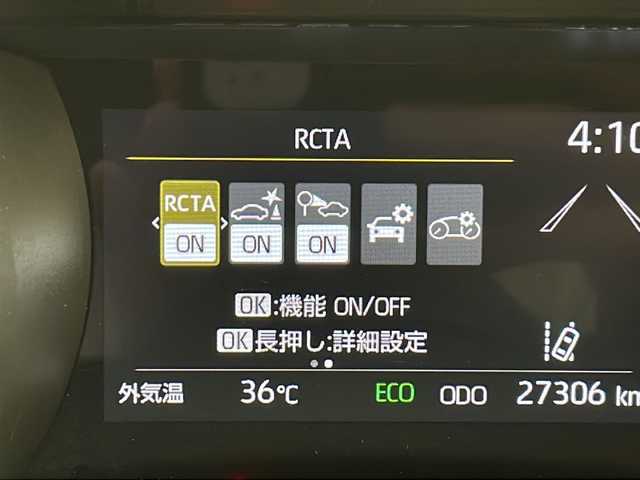 RCTA
4:10
RCTA
ON ON ON
OK:機能 ON/OFF
OK長押し:詳細設定
外気温 36℃ ECO ODO 27306 km